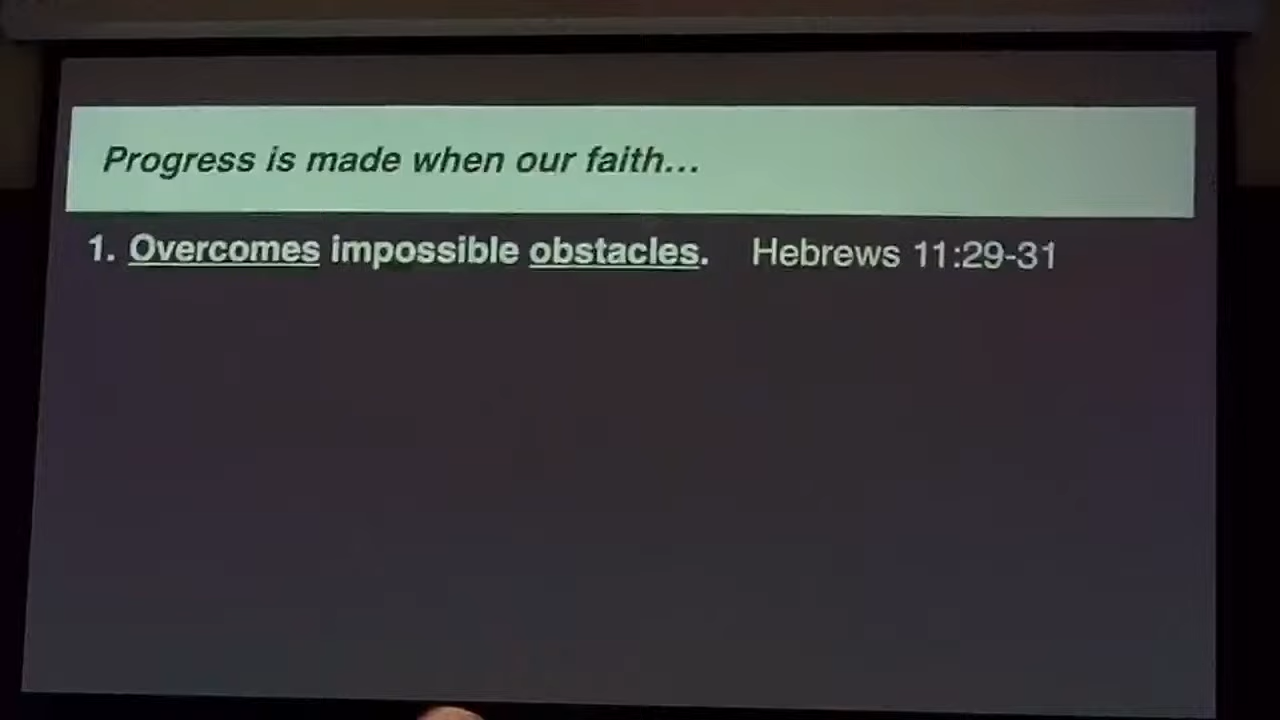 Progress is made when our faith...
1. Overcomes impossible obstacles. Hebrews 11:29-31